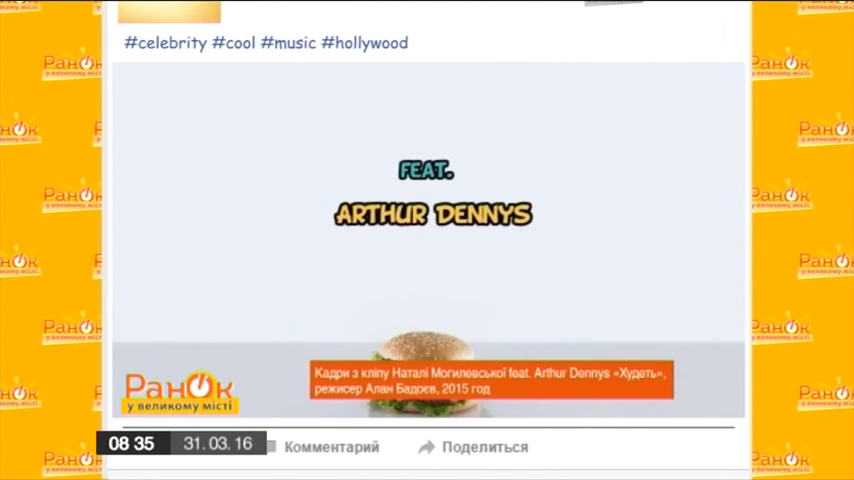 #celebrity #cool #music #hollywood
FEAT.
ARTHUR DENNYS
Кадри з кліпу Наталі Могилевської feat. Arthur Dennys «Худеть»,
режисер Алан Бадоєв, 2015 год
РанОк
у великому місті
08 35 31. 03. 16
Комментарий Поделиться